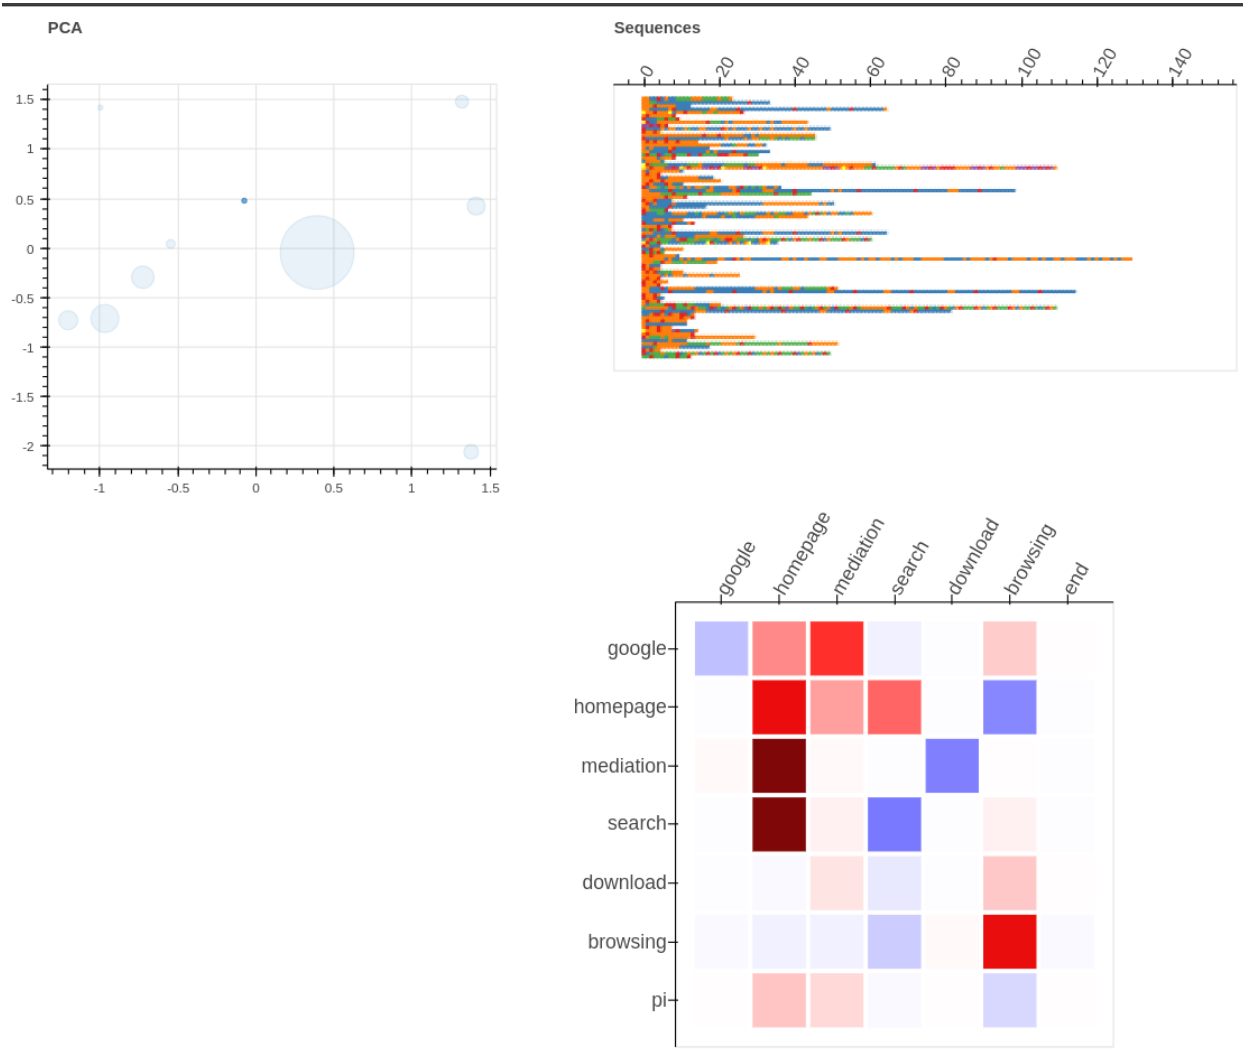 PCA
Sequences
0 20 40 60 80 100 120 140
1.5
1
0.5
0
-0.5
-1
-1.5
-2
-1 -0.5 0 0.5 1 1.5
google homepage mediation search download browsing end
google
homepage
mediation
search
download
browsing
pi